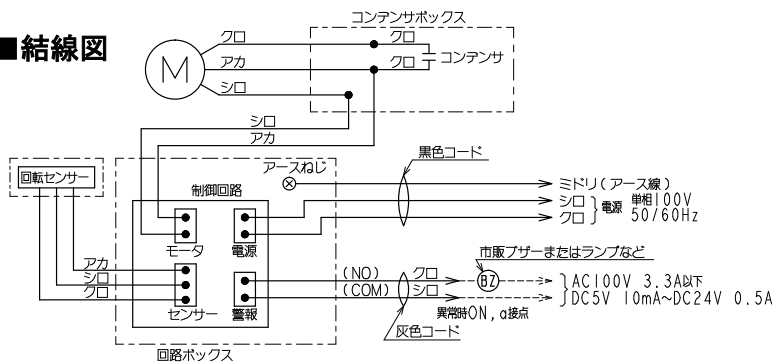 ■結線図
コンデンサボックス
クロ
クロ
コンデンサ
M
アカ
クロ
シロ
シロ
アカ
黒色コード
回転センサー
アースねじ
ミドリ(アース線)
制御回路
シロ
クロ
電源
単相100V
50/60Hz
モータ
電源
市販ブザーまたはランプなど
アカ
シロ
クロ
(NO)
クロ
BZ
AC100V 3.3A以下
(COM)
シロ
DC5V 10mA~DC24V 0.5A
センサー
警報
異常時ON,a接点
灰色コード
回路ボックス